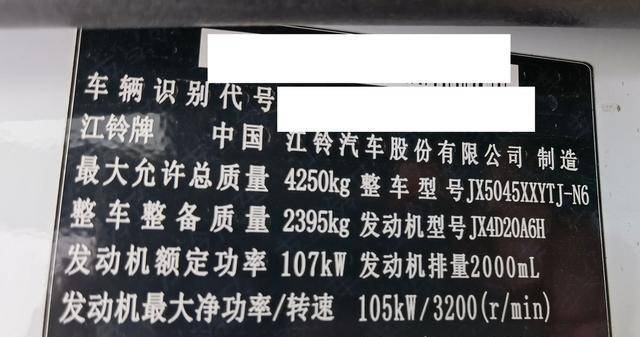 车辆识别代号
江铃牌 中国 江铃汽车股份有限公司 制造
最大允许总质量 4250kg 整车型号JX5045XXYTJ-N6
整车整备质量 2395kg 发动机型号JX4D20A6H
发动机额定功率 107kW 发动机排量2000mL
发动机最大净功率/转速 105kW/3200(r/min)